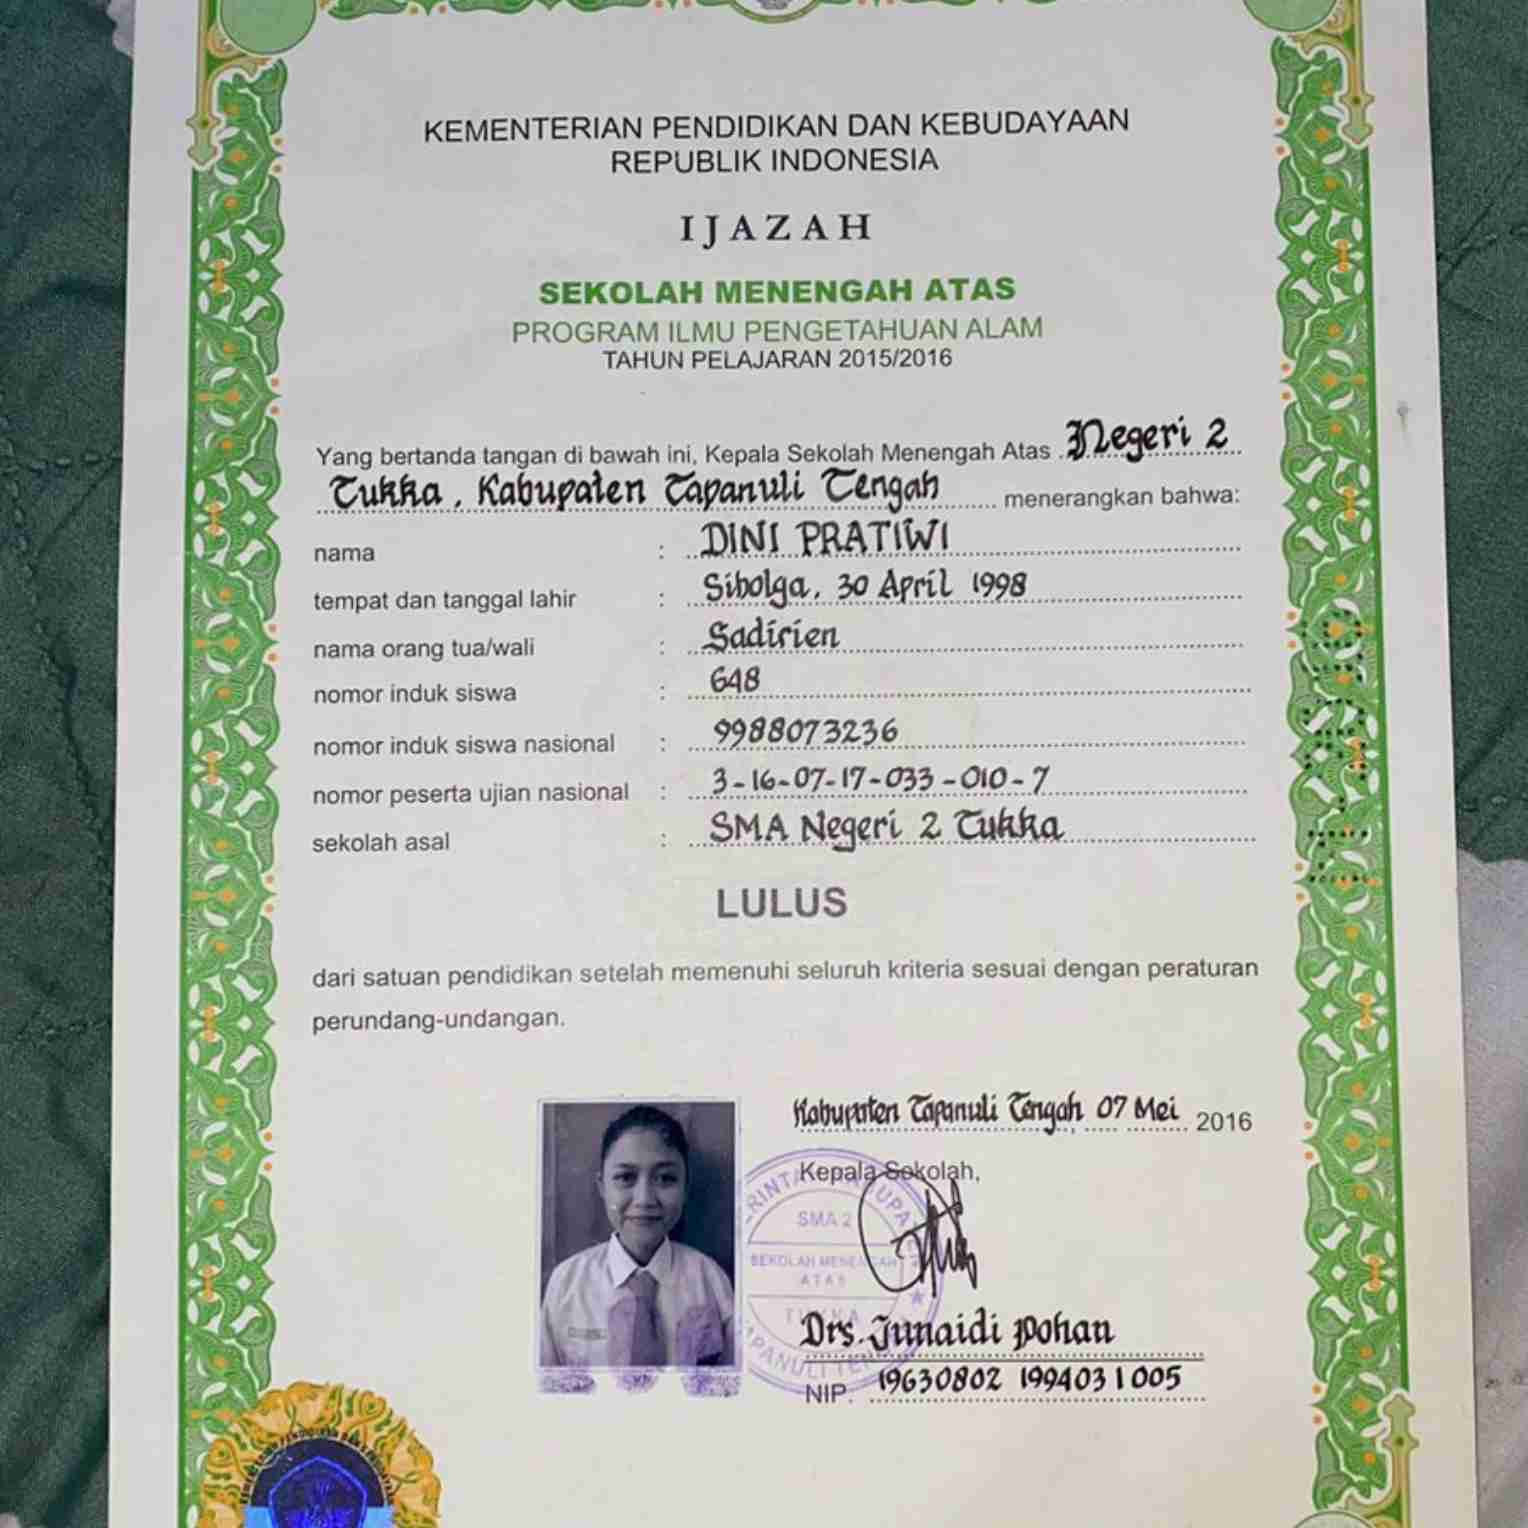 KEMENTERIAN PENDIDIKAN DAN KEBUDAYAAN
REPUBLIK INDONESIA
IJAZAH
SEKOLAH MENENGAH ATAS
PROGRAM ILMU PENGETAHUAN ALAM
TAHUN PELAJARAN 2015/2016
Yang bertanda tangan di bawah ini, Kepala Sekolah Menengah Atas Negeri 2
Tukka, Kabupaten Tapanuli Tengah menerangkan bahwa:
nama : DINI PRATIWI
tempat dan tanggal lahir : Sibolga, 30 April 1998
nama orang tua/wali : Sadirien
nomor induk siswa : 648
nomor induk siswa nasional : 9988073236
nomor peserta ujian nasional : 3-16-07-17-033-010-7
sekolah asal : SMA Negeri 2 Tukka
LULUS
dari satuan pendidikan setelah memenuhi seluruh kriteria sesuai dengan peraturan
perundang-undangan.
Kabupaten Tapanuli Tengah, 07 Mei 2016
Kepala Sekolah,
SMA 2
SEKOLAH MENENGAH
ATAS
TUKKA
Drs. Junaidi Pohan
NIP. 19630802 1994031005